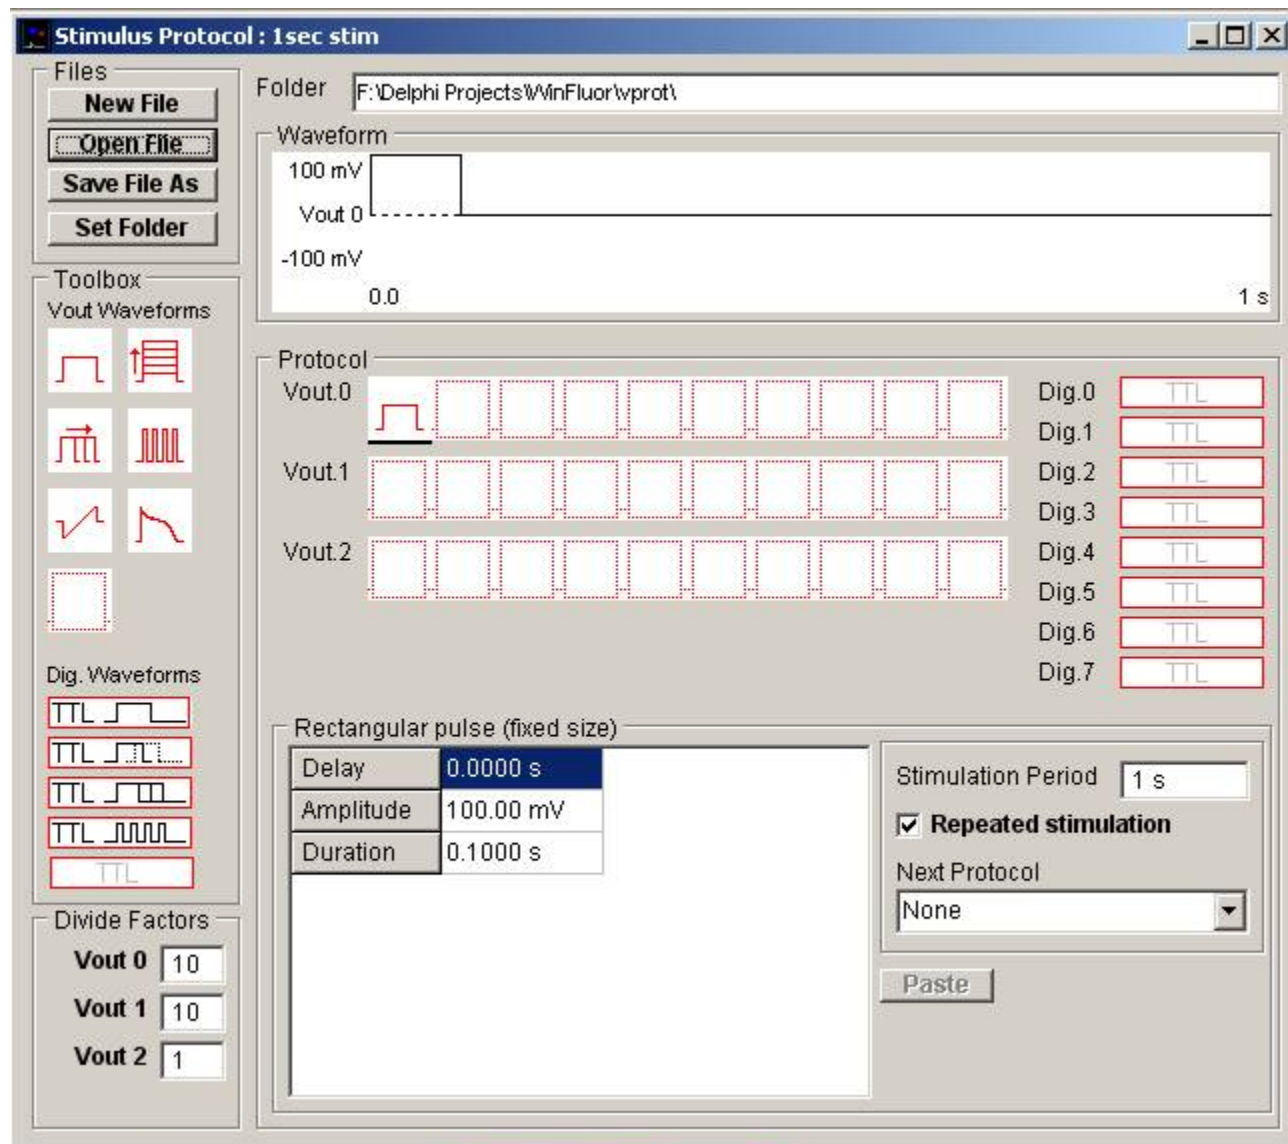 Stimulus Protocol : 1sec stim
Files
New File
Open File
Save File As
Set Folder
Folder F:\Delphi Projects\WinFluor\vprot\
Waveform
100 mV
Vout 0
-100 mV
0.0 1 s
Toolbox
Vout Waveforms
Dig. Waveforms
TTL
TTL
TTL
TTL
TTL
Divide Factors
Vout 0 10
Vout 1 10
Vout 2 1
Protocol
Vout.0
Vout.1
Vout.2
Dig.0 TTL
Dig.1 TTL
Dig.2 TTL
Dig.3 TTL
Dig.4 TTL
Dig.5 TTL
Dig.6 TTL
Dig.7 TTL
Rectangular pulse (fixed size)
Delay 0.0000 s
Amplitude 100.00 mV
Duration 0.1000 s
Stimulation Period 1 s
Repeated stimulation
Next Protocol
None
Paste